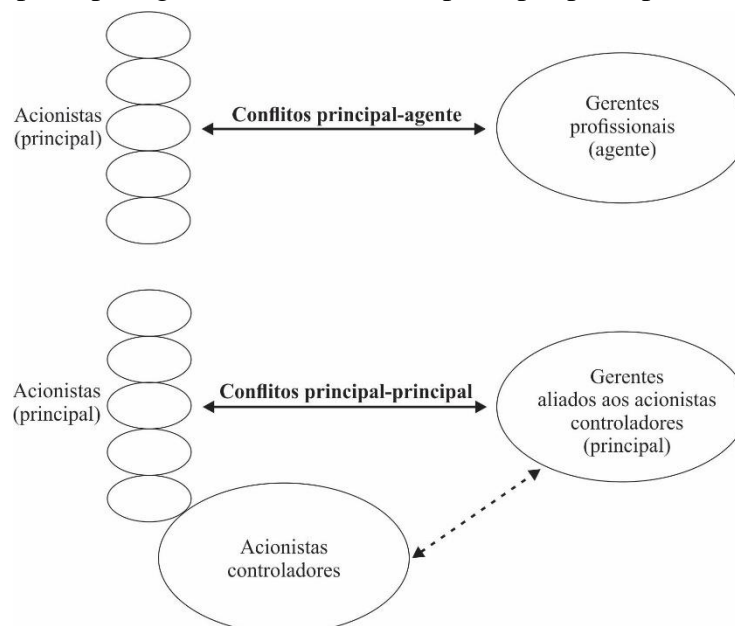 Acionistas
(principal)
Conflitos principal-agente
Gerentes
profissionais
(agente)
Acionistas
(principal)
Conflitos principal-principal
Gerentes
aliados aos acionistas
controladores
(principal)
Acionistas
controladores